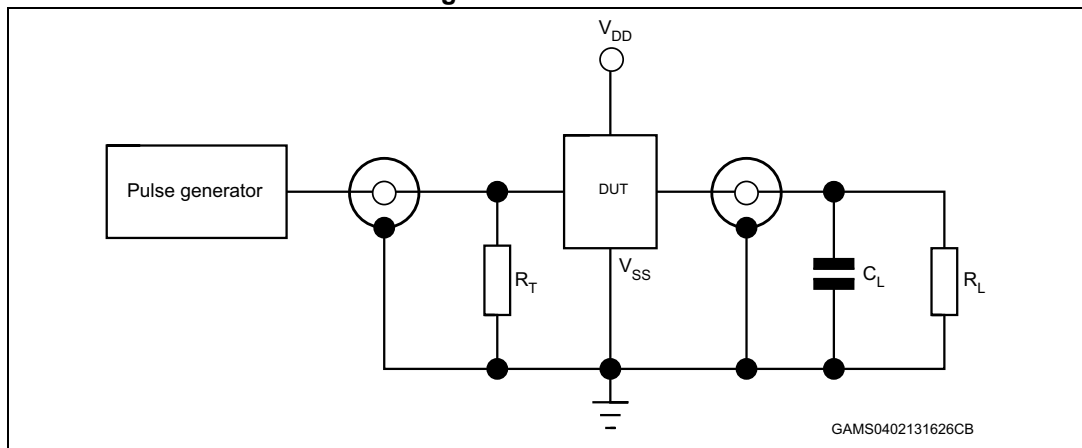 V_DD
Pulse generator
DUT
V_SS
R_T
C_L
R_L
GAMS0402131626CB